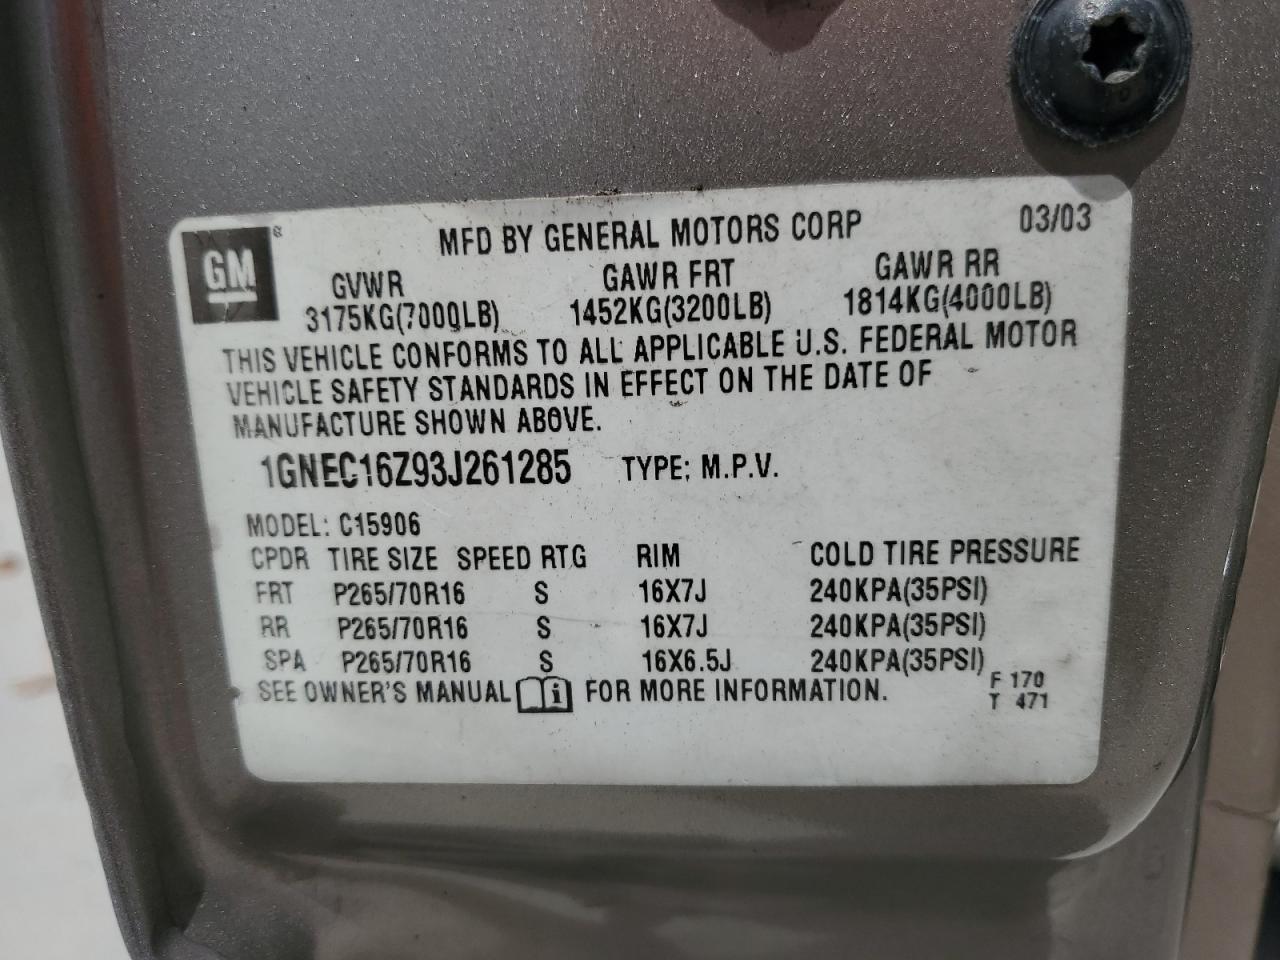 GM ®
MFD BY GENERAL MOTORS CORP 03/03
GVWR GAWR FRT GAWR RR
3175KG(7000LB) 1452KG(3200LB) 1814KG(4000LB)
THIS VEHICLE CONFORMS TO ALL APPLICABLE U.S. FEDERAL MOTOR
VEHICLE SAFETY STANDARDS IN EFFECT ON THE DATE OF
MANUFACTURE SHOWN ABOVE.
1GNEC16Z93J261285 TYPE: M.P.V.
MODEL: C15906
CPDR TIRE SIZE SPEED RTG RIM COLD TIRE PRESSURE
FRT P265/70R16 S 16X7J 240KPA(35PSI)
RR P265/70R16 S 16X7J 240KPA(35PSI)
SPA P265/70R16 S 16X6.5J 240KPA(35PSI)
SEE OWNER'S MANUAL i FOR MORE INFORMATION.
F 170
T 471